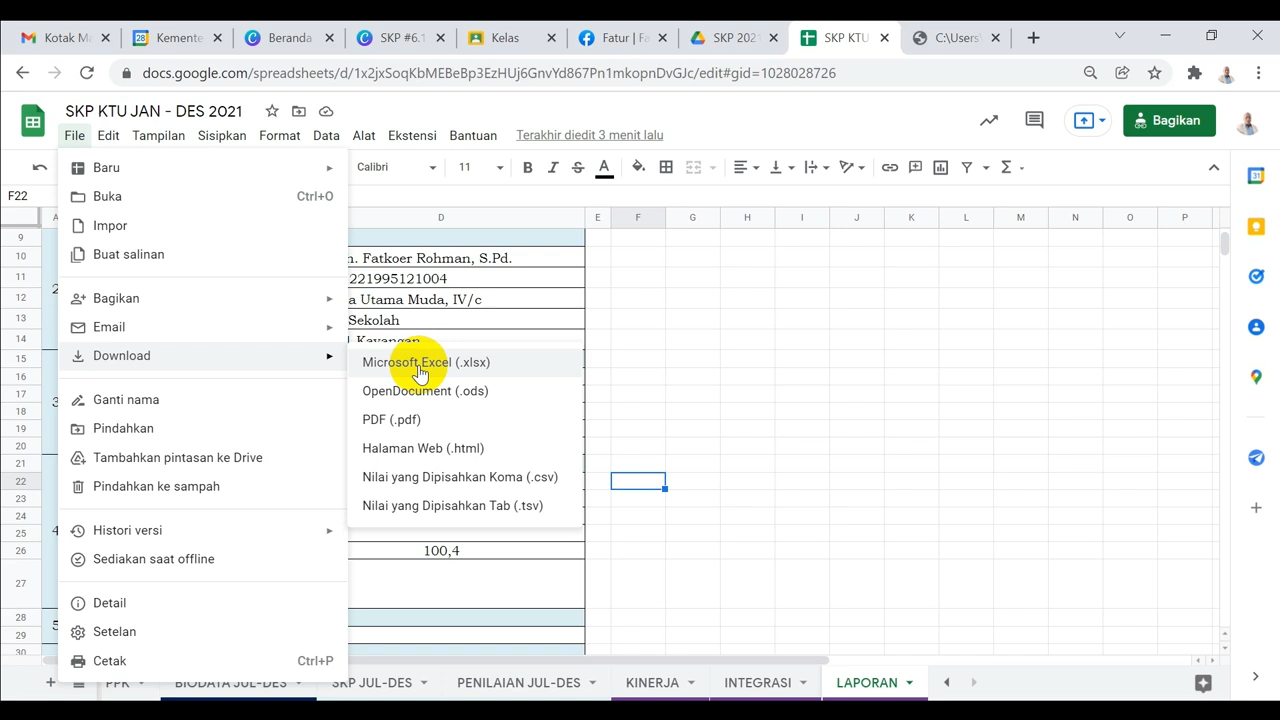 Kotak Ma
Kemente
Beranda
SKP #6.1
Kelas
Fatur | Fa
SKP 2021
SKP KTU
C:\Users\
docs.google.com/spreadsheets/d/1x2jxSoqKbMEBeBp3EzHUj6GnvYd867Pn1mkopnDvGJc/edit#gid=1028028726
SKP KTU JAN - DES 2021
File Edit Tampilan Sisipkan Format Data Alat Ekstensi Bantuan Terakhir diedit 3 menit lalu
Bagikan
Calibri 11
F22
A D E F G H I J K L M N O P
9
10 n. Fatkoer Rohman, S.Pd.
11 221995121004
12 a Utama Muda, IV/c
13 Sekolah
14 Kayangan
15
16
17
18
19
20
21
22
23
24
25
26 100,4
27
28
29
30
Baru
Buka Ctrl+O
Impor
Buat salinan
Bagikan
Email
Download
Ganti nama
Pindahkan
Tambahkan pintasan ke Drive
Pindahkan ke sampah
Histori versi
Sediakan saat offline
Detail
Setelan
Cetak Ctrl+P
Microsoft Excel (.xlsx)
OpenDocument (.ods)
PDF (.pdf)
Halaman Web (.html)
Nilai yang Dipisahkan Koma (.csv)
Nilai yang Dipisahkan Tab (.tsv)
PPK BIODATA JUL-DES SKP JUL-DES PENILAIAN JUL-DES KINERJA INTEGRASI LAPORAN